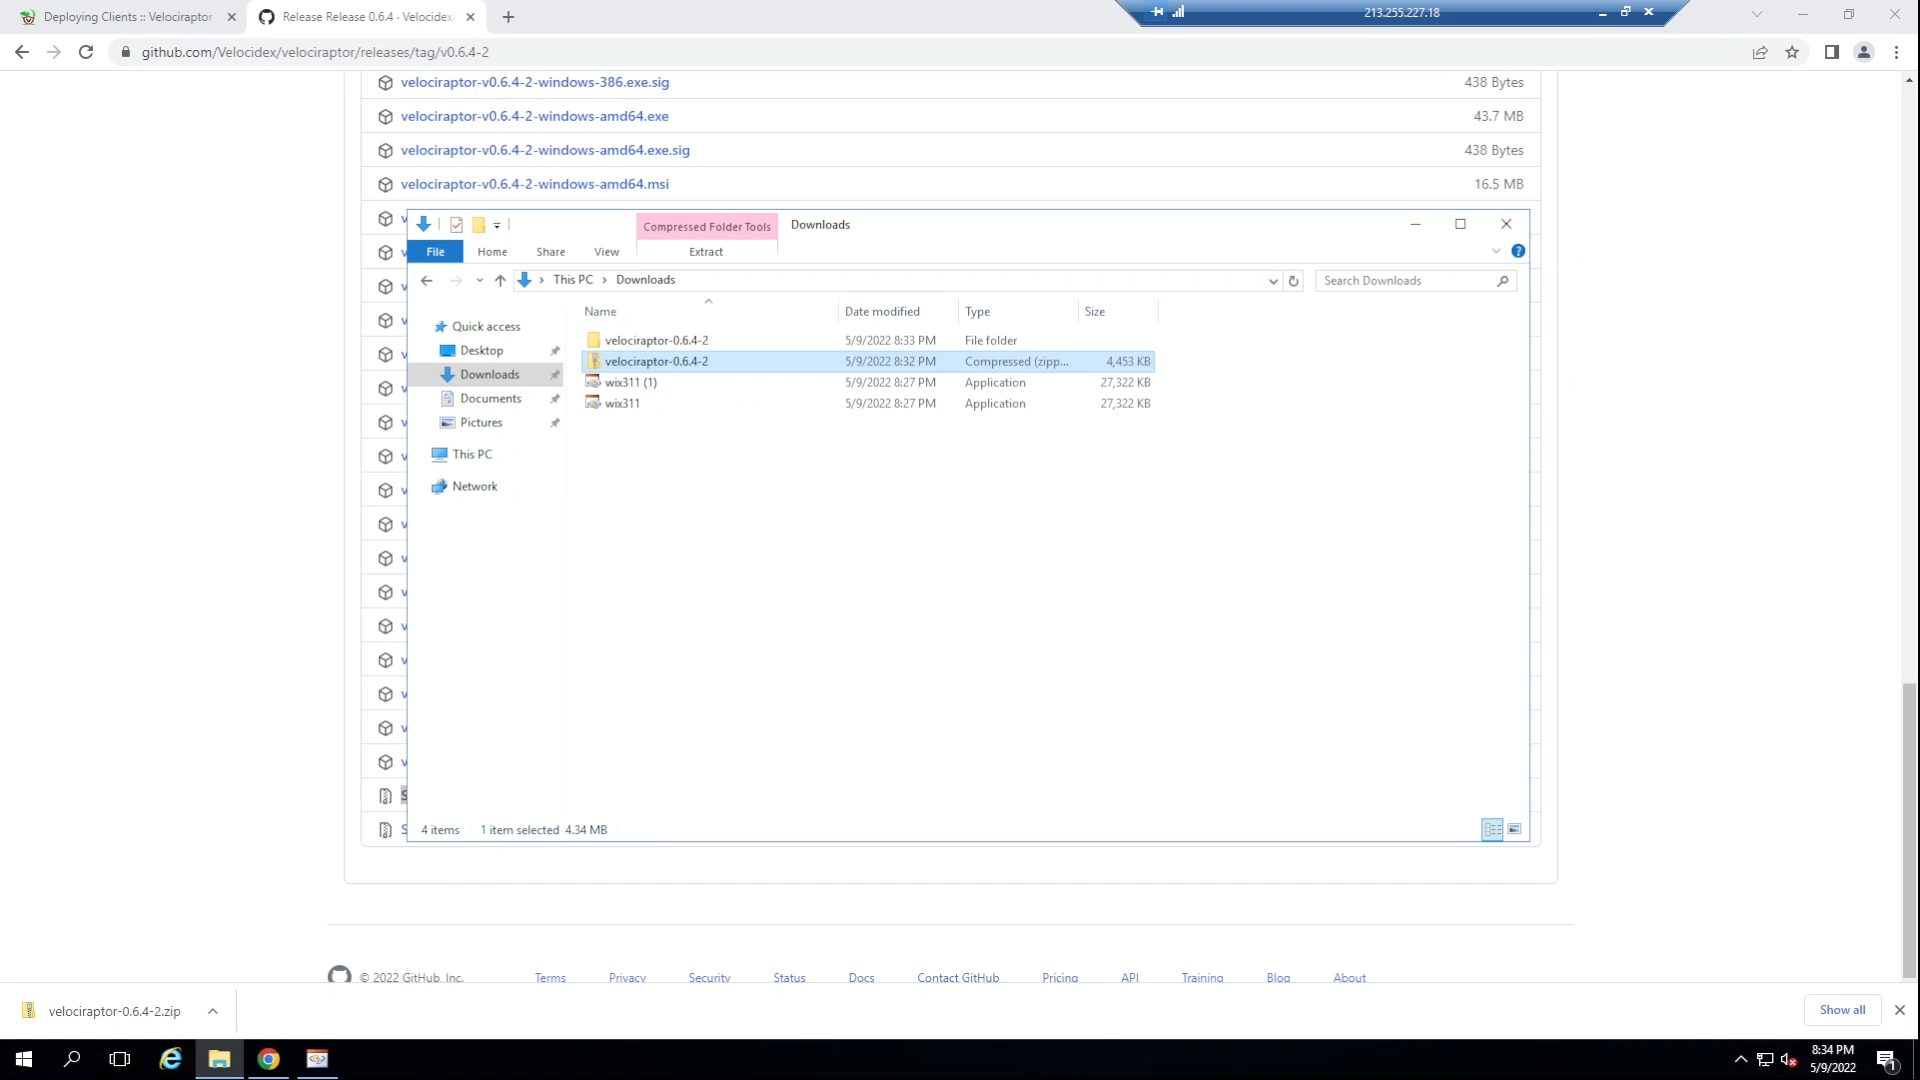 Deploying Clients :: Velociraptor
Release Release 0.6.4 · Velocidex
213.255.227.18
github.com/Velocidex/velociraptor/releases/tag/v0.6.4-2
velociraptor-v0.6.4-2-windows-386.exe.sig 438 Bytes
velociraptor-v0.6.4-2-windows-amd64.exe 43.7 MB
velociraptor-v0.6.4-2-windows-amd64.exe.sig 438 Bytes
velociraptor-v0.6.4-2-windows-amd64.msi 16.5 MB
Compressed Folder Tools Downloads
File Home Share View Extract
This PC Downloads Search Downloads
Name Date modified Type Size
Quick access
Desktop
Downloads
Documents
Pictures
This PC
Network
velociraptor-0.6.4-2 5/9/2022 8:33 PM File folder
velociraptor-0.6.4-2 5/9/2022 8:32 PM Compressed (zipp... 4,453 KB
wix311 (1) 5/9/2022 8:27 PM Application 27,322 KB
wix311 5/9/2022 8:27 PM Application 27,322 KB
4 items 1 item selected 4.34 MB
© 2022 GitHub, Inc. Terms Privacy Security Status Docs Contact GitHub Pricing API Training Blog About
velociraptor-0.6.4-2.zip
Show all
8:34 PM
5/9/2022
1